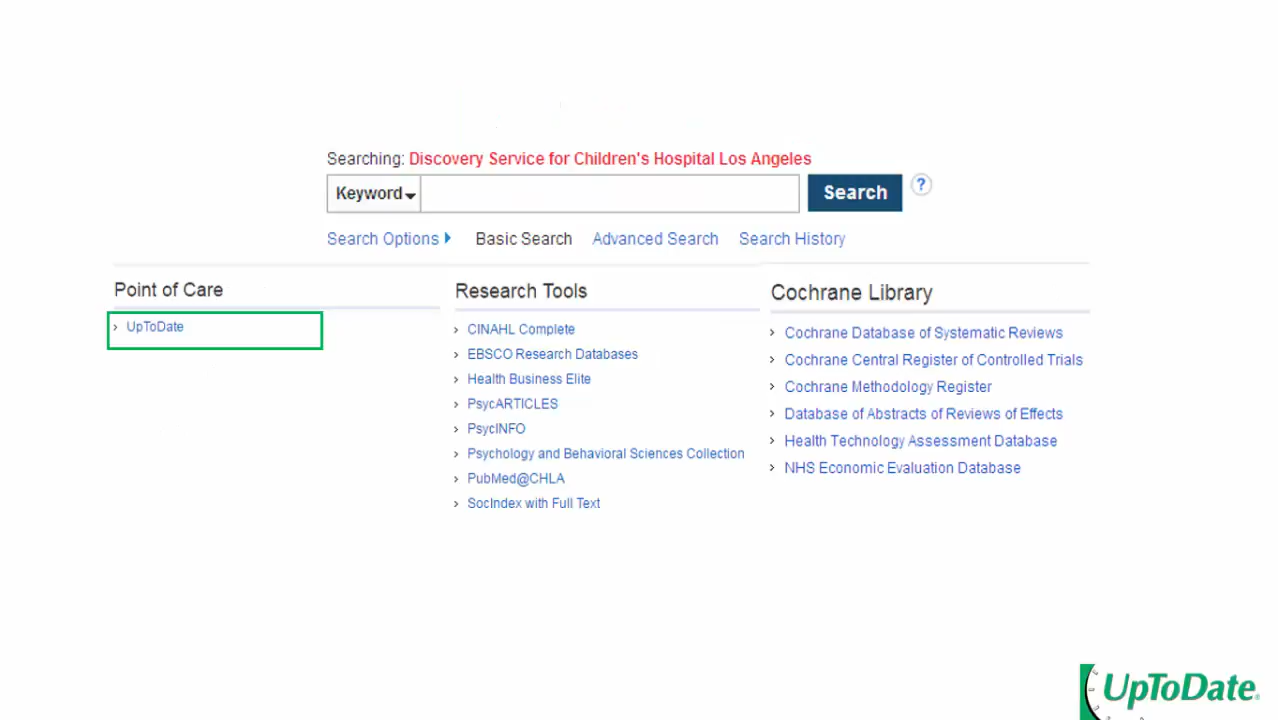 Searching: Discovery Service for Children's Hospital Los Angeles
Keyword
Search
?
Search Options
Basic Search
Advanced Search
Search History
Point of Care
UpToDate
Research Tools
CINAHL Complete
EBSCO Research Databases
Health Business Elite
PsycARTICLES
PsycINFO
Psychology and Behavioral Sciences Collection
PubMed@CHLA
SocIndex with Full Text
Cochrane Library
Cochrane Database of Systematic Reviews
Cochrane Central Register of Controlled Trials
Cochrane Methodology Register
Database of Abstracts of Reviews of Effects
Health Technology Assessment Database
NHS Economic Evaluation Database
UpToDate®